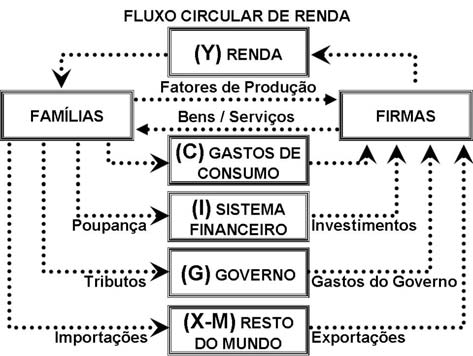 FLUXO CIRCULAR DE RENDA
(Y) RENDA
Fatores de Produção
FAMÍLIAS
FIRMAS
Bens / Serviços
(C) GASTOS DE
CONSUMO
(I) SISTEMA
FINANCEIRO
Poupança
Investimentos
(G) GOVERNO
Tributos
Gastos do Governo
(X-M) RESTO
DO MUNDO
Importações
Exportações